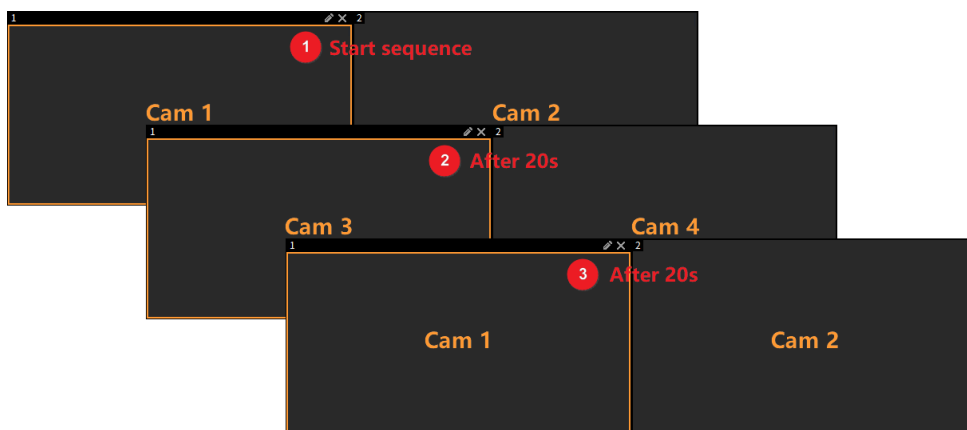 1 2
1 Start sequence
Cam 1 Cam 2
1 2
2 After 20s
Cam 3 Cam 4
1 2
3 After 20s
Cam 1 Cam 2